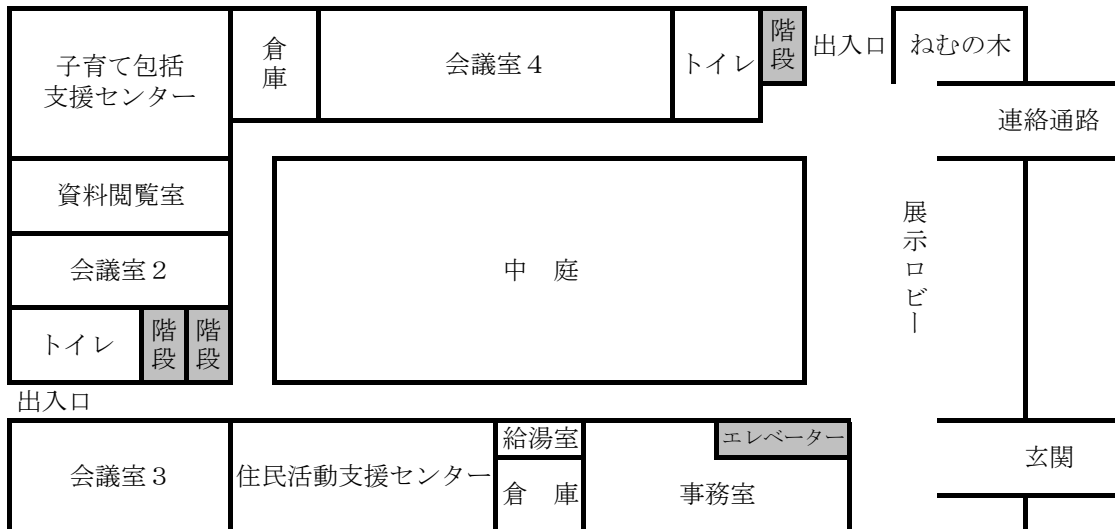 子育て包括
支援センター
倉
庫
会議室４
トイレ
階
段
出入口
ねむの木
連絡通路
資料閲覧室
会議室２
トイレ
階
段
階
段
中　庭
展
示
ロ
ビ
ー
出入口
会議室３
住民活動支援センター
給湯室
倉　庫
エレベーター
事務室
玄関